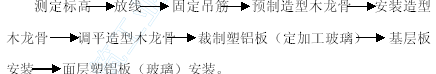 测定标高→放线→固定吊筋→预制造型木龙骨→安装造型
木龙骨→调平造型木龙骨→裁制塑铝板（定加工玻璃）→基层板
安装→面层塑铝板（玻璃）安装。